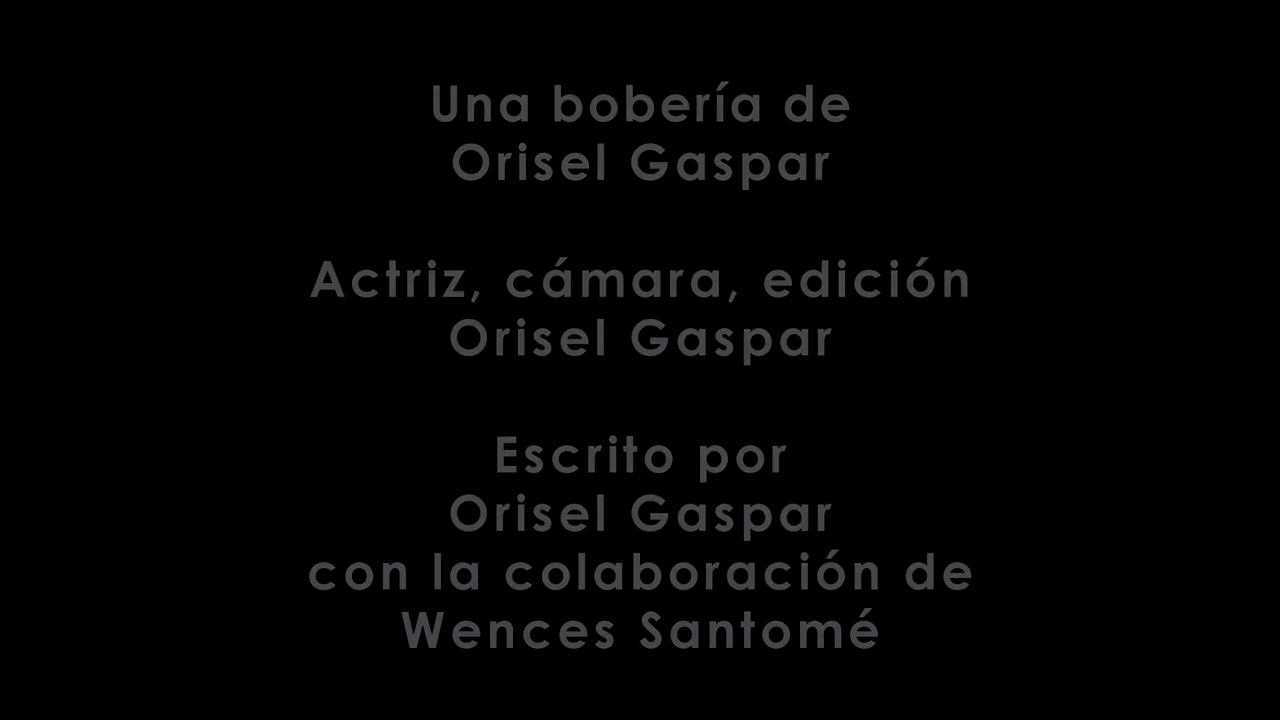 Una bobería de
Orisel Gaspar
Actriz, cámara, edición
Orisel Gaspar
Escrito por
Orisel Gaspar
con la colaboración de
Wences Santomé